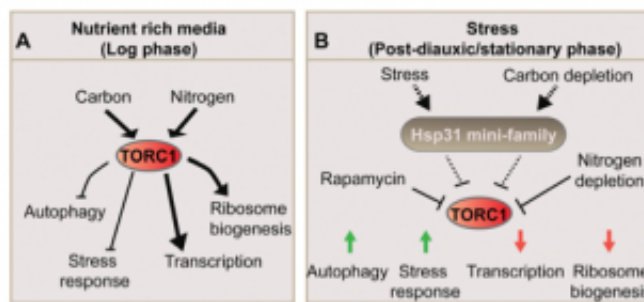 A
Nutrient rich media
(Log phase)
Carbon
Nitrogen
TORC1
Autophagy
Stress
response
Transcription
Ribosome
biogenesis
B
Stress
(Post-diauxic/stationary phase)
Stress
Carbon depletion
Hsp31 mini-family
Rapamycin
Nitrogen
depletion
TORC1
Autophagy
Stress
response
Transcription
Ribosome
biogenesis